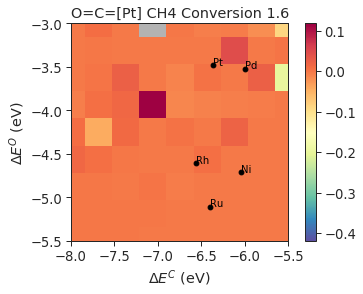 O=C=[Pt] CH4 Conversion 1.6
−3.0
−3.5
−4.0
−4.5
−5.0
−5.5
ΔE^O (eV)
Pt
Pd
Rh
Ni
Ru
−8.0 −7.5 −7.0 −6.5 −6.0 −5.5
ΔE^C (eV)
0.1
0.0
−0.1
−0.2
−0.3
−0.4